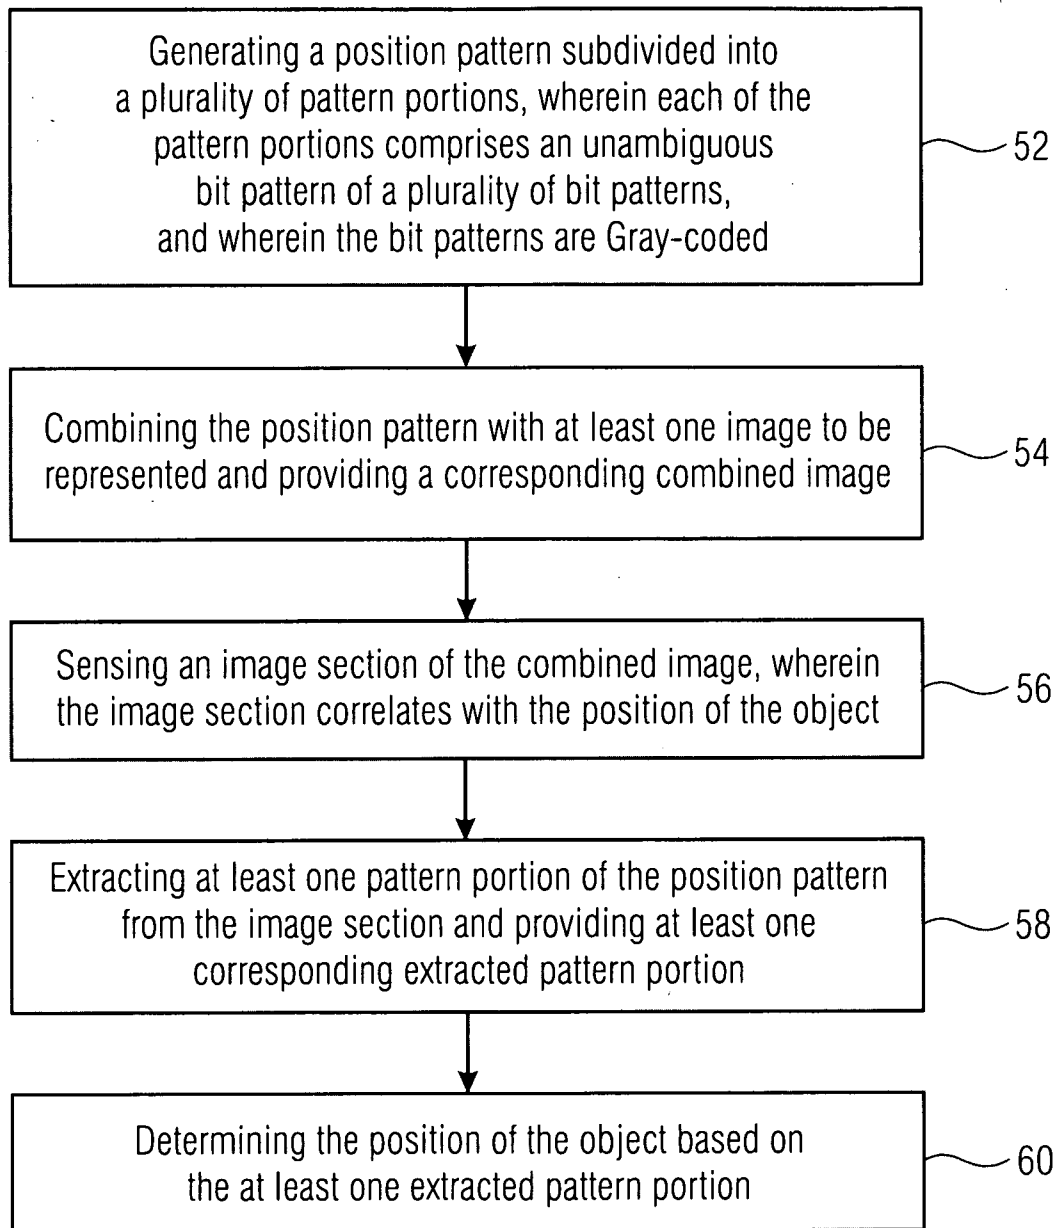 Generating a position pattern subdivided into
a plurality of pattern portions, wherein each of the
pattern portions comprises an unambiguous
bit pattern of a plurality of bit patterns,
and wherein the bit patterns are Gray-coded
52
Combining the position pattern with at least one image to be
represented and providing a corresponding combined image
54
Sensing an image section of the combined image, wherein
the image section correlates with the position of the object
56
Extracting at least one pattern portion of the position pattern
from the image section and providing at least one
corresponding extracted pattern portion
58
Determining the position of the object based on
the at least one extracted pattern portion
60